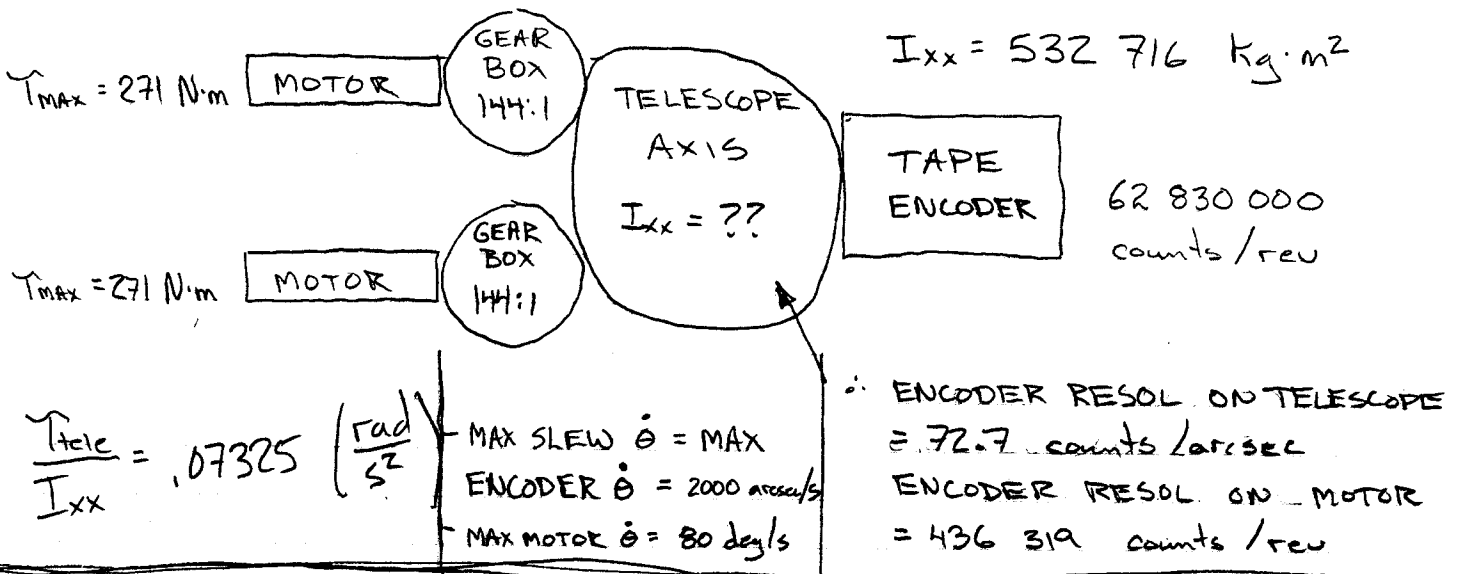 GEAR
BOX
144:1
MOTOR
τMAX = 271 N·m
TELESCOPE
AXIS
Ixx = ??
Ixx = 532 716 kg·m²
TAPE
ENCODER
62 830 000
counts/rev
GEAR
BOX
144:1
MOTOR
τMAX = 271 N·m
τtele / Ixx = .07325 (rad / s²)
- MAX SLEW θ̇ = MAX
ENCODER θ̇ = 2000 arcsec/s
- MAX MOTOR θ̇ = 80 deg/s
∴ ENCODER RESOL ON TELESCOPE
= 72.7 counts/arcsec
ENCODER RESOL ON MOTOR
= 436 319 counts/rev